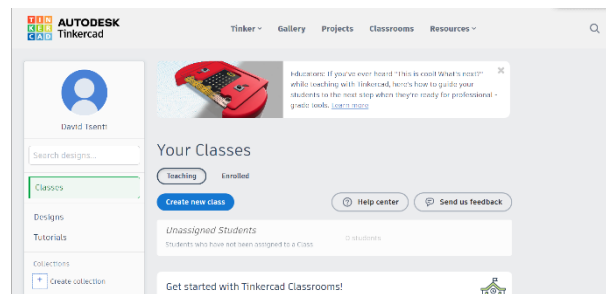 TIN
KER
CAD
AUTODESK
Tinkercad
Tinker
Gallery
Projects
Classrooms
Resources
David Tsenti
Search designs...
Classes
Designs
Tutorials
Collections
+ Create collection
Educators: If you've ever heard "This is cool! What's next?"
while teaching with Tinkercad, here's how to guide your
students to the next step when they're ready for professional-
grade tools. Learn more
Your Classes
Teaching
Enrolled
Create new class
Help center
Send us feedback
Unassigned Students
Students who have not been assigned to a Class
0 students
Get started with Tinkercad Classrooms!